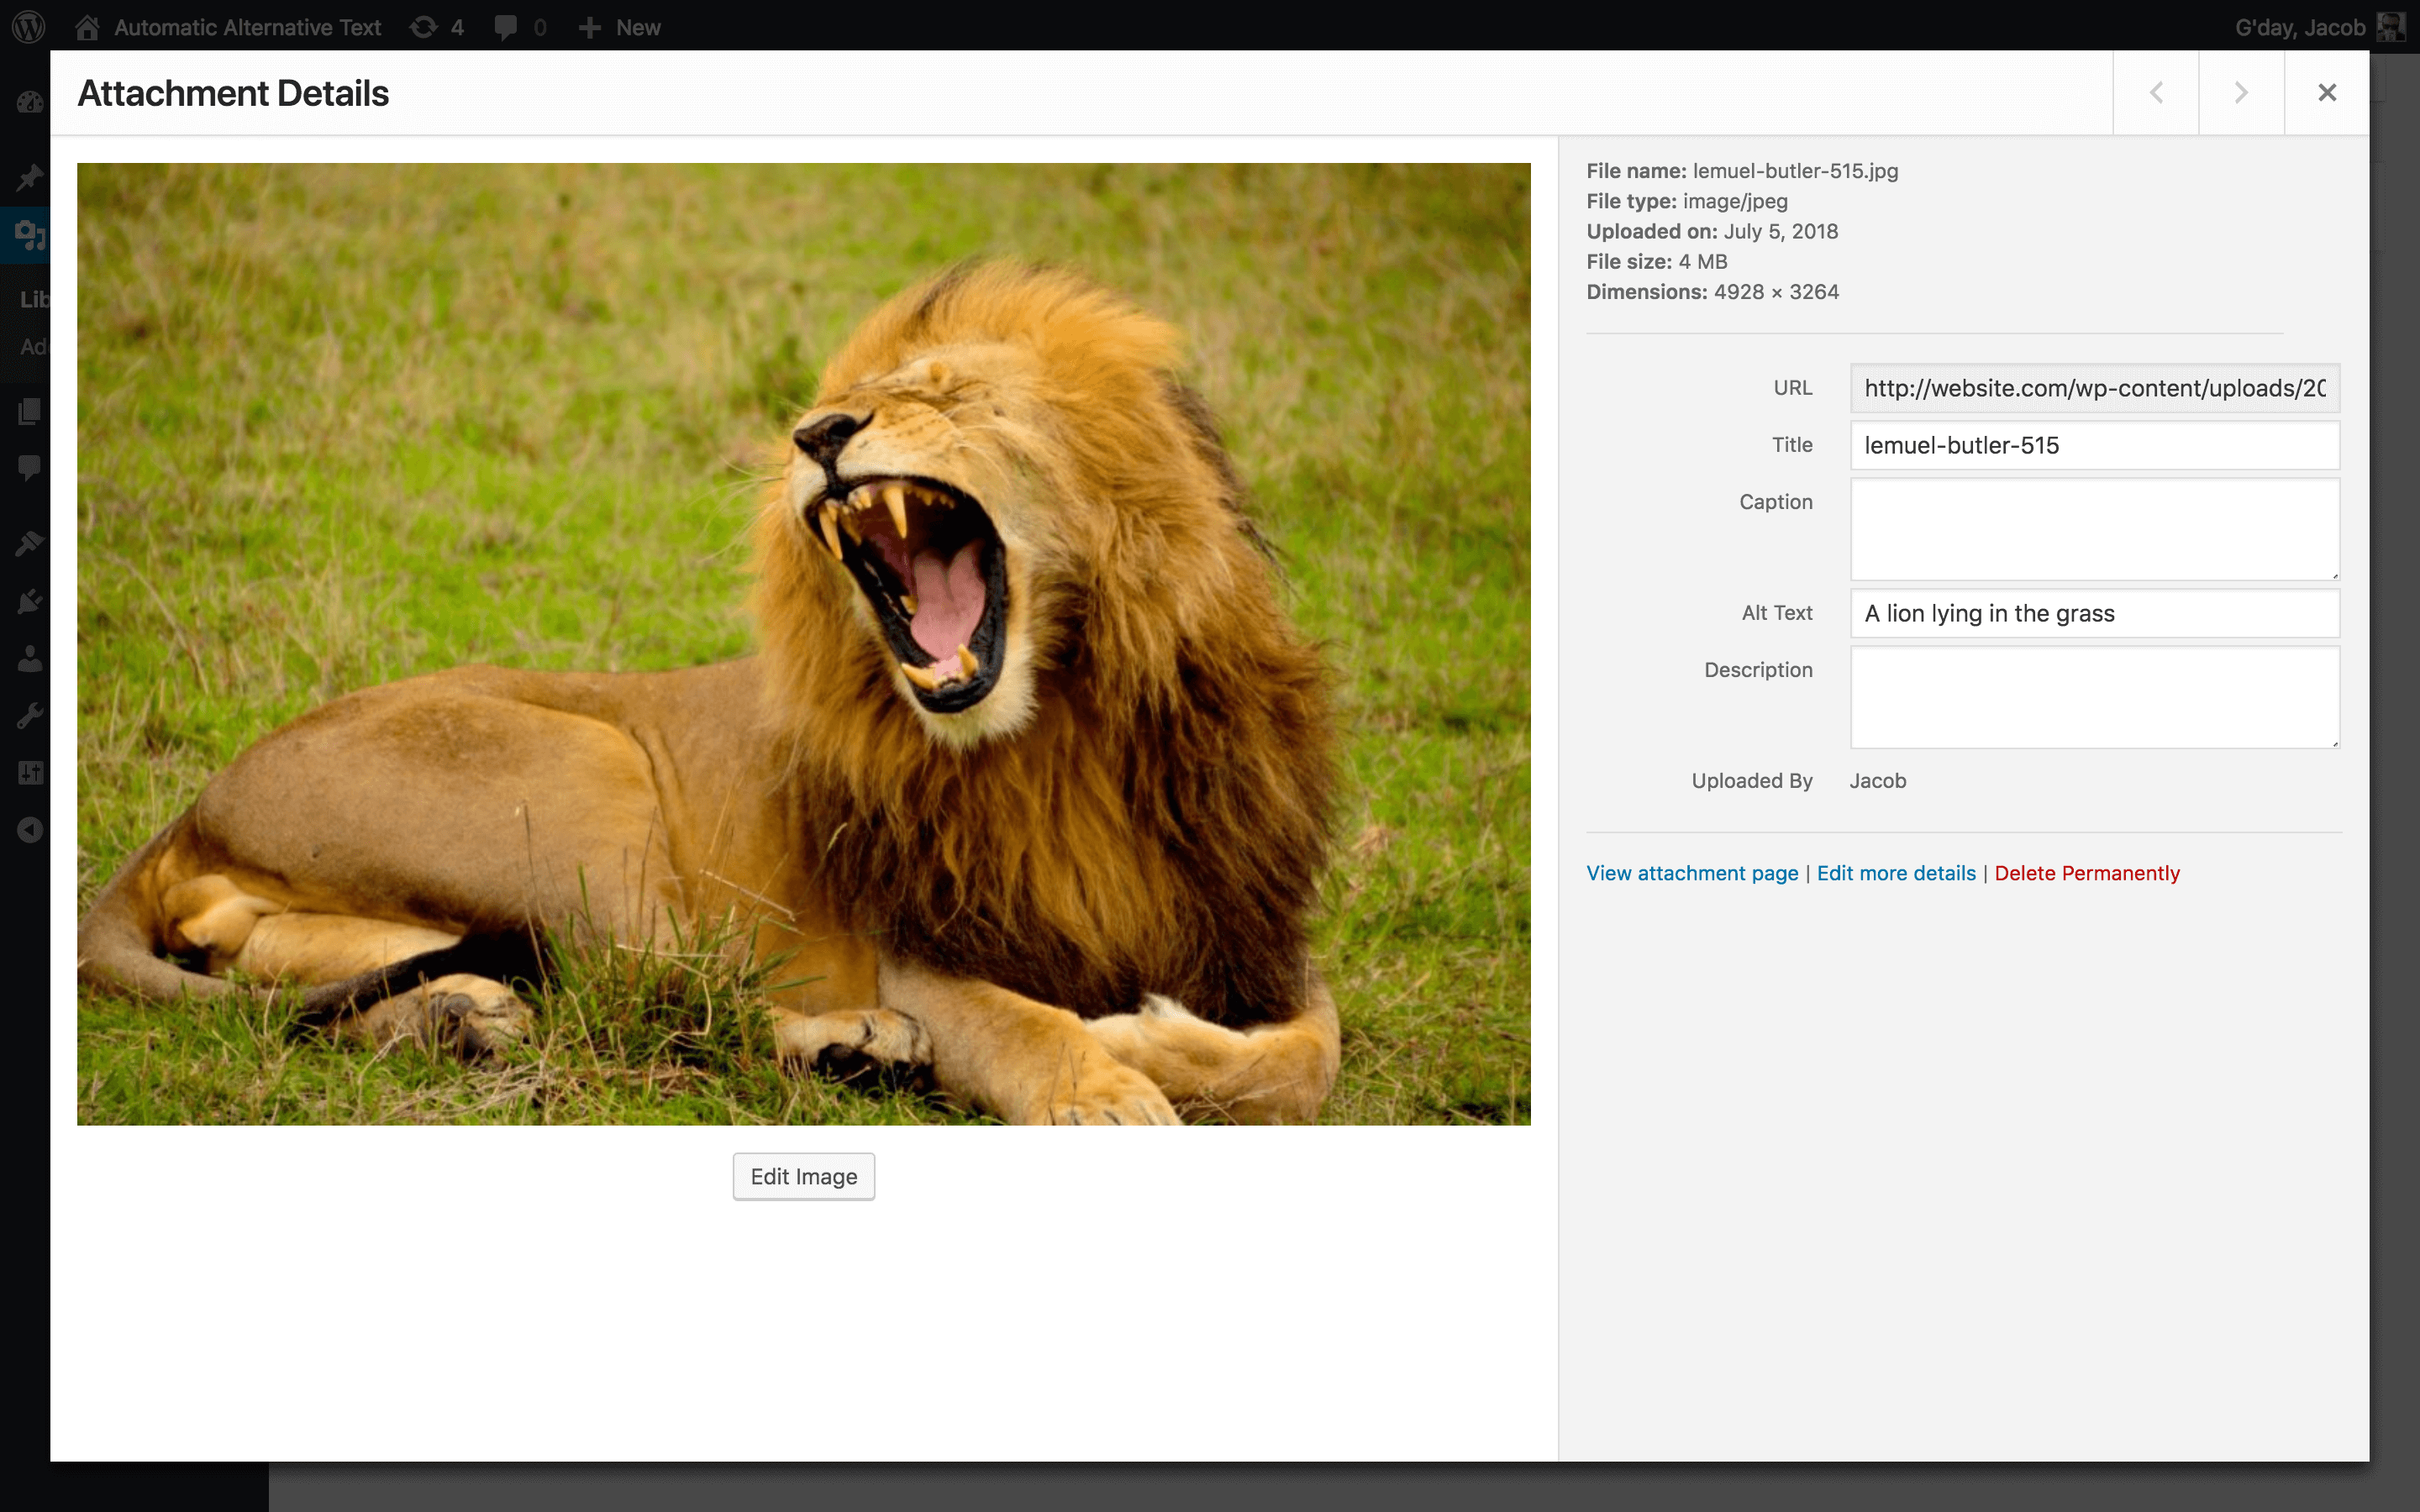 Automatic Alternative Text 4 0 New G'day, Jacob
Attachment Details
Lib
Add
File name: lemuel-butler-515.jpg
File type: image/jpeg
Uploaded on: July 5, 2018
File size: 4 MB
Dimensions: 4928 × 3264
URL http://website.com/wp-content/uploads/20
Title lemuel-butler-515
Caption
Alt Text A lion lying in the grass
Description
Uploaded By Jacob
View attachment page | Edit more details | Delete Permanently
Edit Image